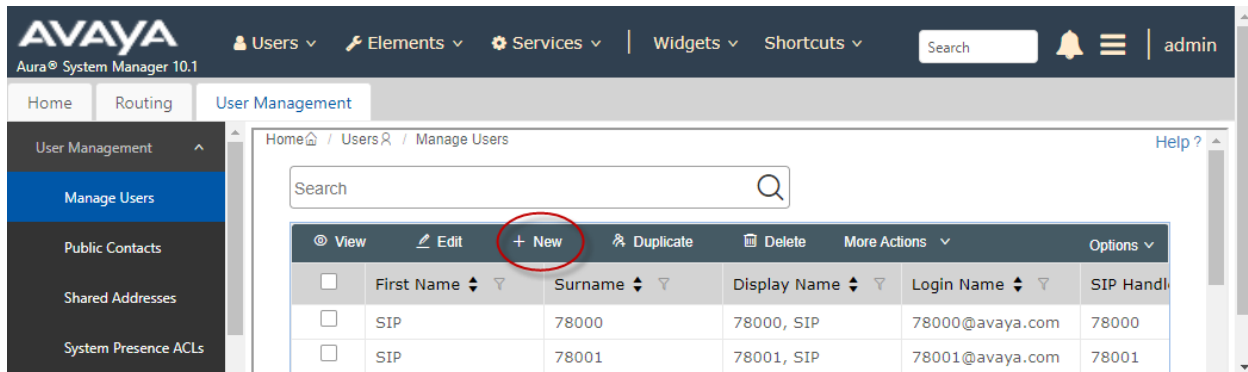 AVAYA
Aura® System Manager 10.1
Users Elements Services | Widgets Shortcuts Search admin
Home Routing User Management
User Management
Manage Users
Public Contacts
Shared Addresses
System Presence ACLs
Home / Users / Manage Users Help ?
Search
View Edit + New Duplicate Delete More Actions Options
First Name Surname Display Name Login Name SIP Handl
SIP 78000 78000, SIP 78000@avaya.com 78000
SIP 78001 78001, SIP 78001@avaya.com 78001